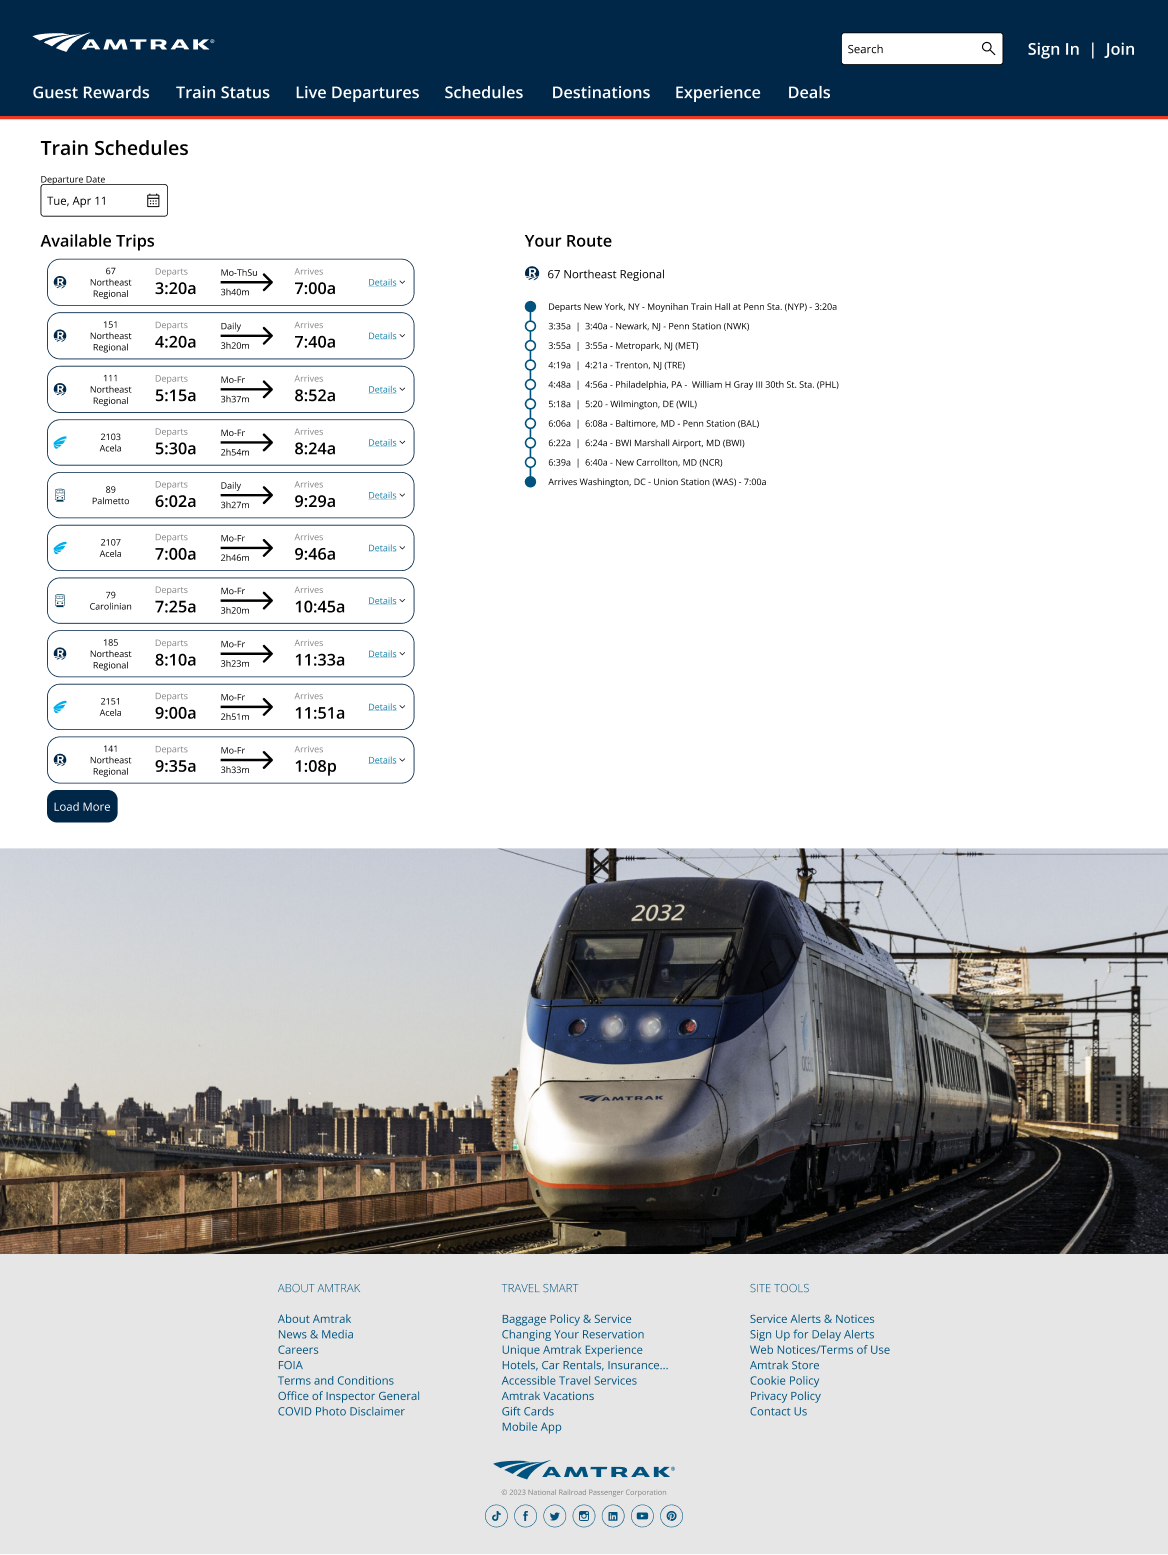 AMTRAK
Search
Sign In | Join
Guest Rewards Train Status Live Departures Schedules Destinations Experience Deals
Train Schedules
Departure Date
Tue, Apr 11
Available Trips
67
Northeast
Regional
Departs
3:20a
Mo-ThSu
3h40m
Arrives
7:00a
Details
151
Northeast
Regional
Departs
4:20a
Daily
3h20m
Arrives
7:40a
Details
111
Northeast
Regional
Departs
5:15a
Mo-Fr
3h37m
Arrives
8:52a
Details
2103
Acela
Departs
5:30a
Mo-Fr
2h54m
Arrives
8:24a
Details
89
Palmetto
Departs
6:02a
Daily
3h27m
Arrives
9:29a
Details
2107
Acela
Departs
7:00a
Mo-Fr
2h46m
Arrives
9:46a
Details
79
Carolinian
Departs
7:25a
Mo-Fr
3h20m
Arrives
10:45a
Details
185
Northeast
Regional
Departs
8:10a
Mo-Fr
3h23m
Arrives
11:33a
Details
2151
Acela
Departs
9:00a
Mo-Fr
2h51m
Arrives
11:51a
Details
141
Northeast
Regional
Departs
9:35a
Mo-Fr
3h33m
Arrives
1:08p
Details
Load More
Your Route
67 Northeast Regional
Departs New York, NY - Moynihan Train Hall at Penn Sta. (NYP) - 3:20a
3:35a | 3:40a - Newark, NJ - Penn Station (NWK)
3:55a | 3:55a - Metropark, NJ (MET)
4:19a | 4:21a - Trenton, NJ (TRE)
4:48a | 4:56a - Philadelphia, PA - William H Gray III 30th St. Sta. (PHL)
5:18a | 5:20 - Wilmington, DE (WIL)
6:06a | 6:08a - Baltimore, MD - Penn Station (BAL)
6:22a | 6:24a - BWI Marshall Airport, MD (BWI)
6:39a | 6:40a - New Carrollton, MD (NCR)
Arrives Washington, DC - Union Station (WAS) - 7:00a
2032
AMTRAK
ABOUT AMTRAK
About Amtrak
News & Media
Careers
FOIA
Terms and Conditions
Office of Inspector General
COVID Photo Disclaimer
TRAVEL SMART
Baggage Policy & Service
Changing Your Reservation
Unique Amtrak Experience
Hotels, Car Rentals, Insurance...
Accessible Travel Services
Amtrak Vacations
Gift Cards
Mobile App
SITE TOOLS
Service Alerts & Notices
Sign Up for Delay Alerts
Web Notices/Terms of Use
Amtrak Store
Cookie Policy
Privacy Policy
Contact Us
AMTRAK
© 2023 National Railroad Passenger Corporation